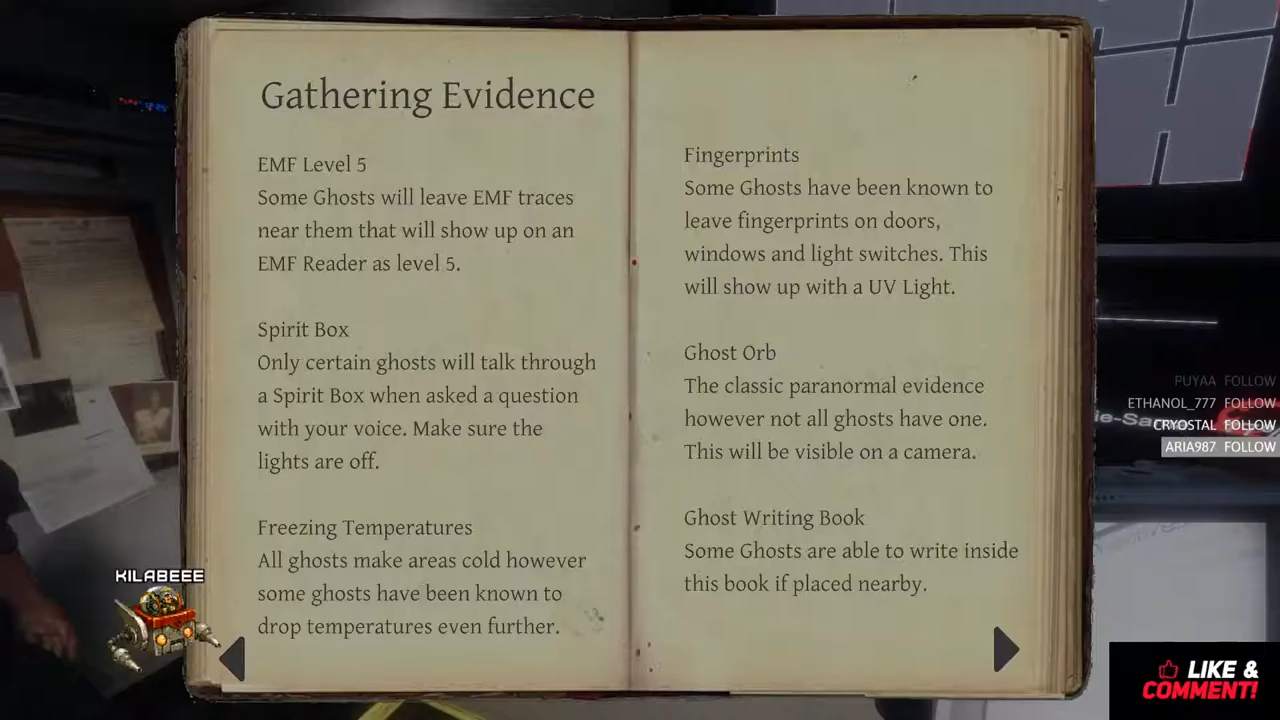 Gathering Evidence
EMF Level 5
Some Ghosts will leave EMF traces
near them that will show up on an
EMF Reader as level 5.
Spirit Box
Only certain ghosts will talk through
a Spirit Box when asked a question
with your voice. Make sure the
lights are off.
Freezing Temperatures
All ghosts make areas cold however
some ghosts have been known to
drop temperatures even further.
Fingerprints
Some Ghosts have been known to
leave fingerprints on doors,
windows and light switches. This
will show up with a UV Light.
Ghost Orb
The classic paranormal evidence
however not all ghosts have one.
This will be visible on a camera.
Ghost Writing Book
Some Ghosts are able to write inside
this book if placed nearby.
KILABEEE
PUYAA FOLLOW
ETHANOL_777 FOLLOW
CRYOSTAL FOLLOW
ARIA987 FOLLOW
LIKE &
COMMENT!